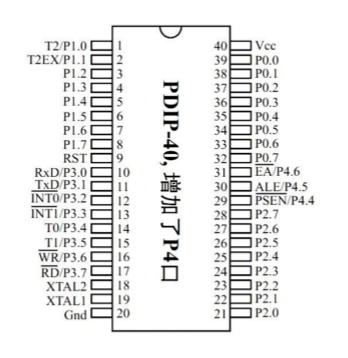 T2/P1.0 1 40 Vcc
T2EX/P1.1 2 39 P0.0
P1.2 3 38 P0.1
P1.3 4 37 P0.2
P1.4 5 36 P0.3
P1.5 6 35 P0.4
P1.6 7 34 P0.5
P1.7 8 33 P0.6
RST 9 32 P0.7
RxD/P3.0 10 31 EA/P4.6
TxD/P3.1 11 30 ALE/P4.5
INT0/P3.2 12 29 PSEN/P4.4
INT1/P3.3 13 28 P2.7
T0/P3.4 14 27 P2.6
T1/P3.5 15 26 P2.5
WR/P3.6 16 25 P2.4
RD/P3.7 17 24 P2.3
XTAL2 18 23 P2.2
XTAL1 19 22 P2.1
Gnd 20 21 P2.0
PDIP-40, 增加了P4口